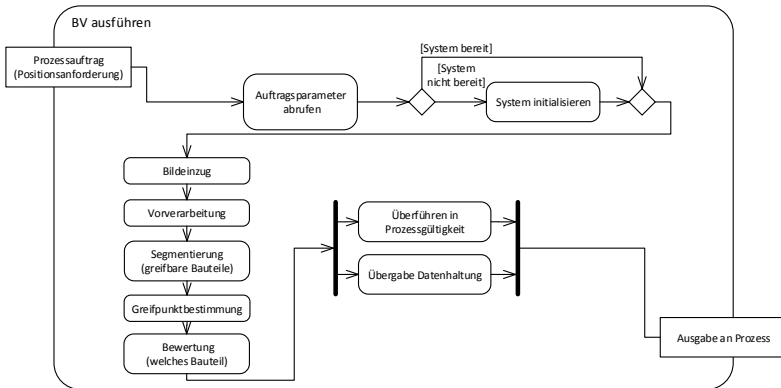 BV ausführen
Prozessauftrag
(Positionsanforderung)
Auftragsparameter
abrufen
[System bereit]
[System
nicht bereit]
System initialisieren
Bildeinzug
Vorverarbeitung
Segmentierung
(greifbare Bauteile)
Greifpunktbestimmung
Bewertung
(welches Bauteil)
Überführen in
Prozessgültigkeit
Übergabe Datenhaltung
Ausgabe an Prozess